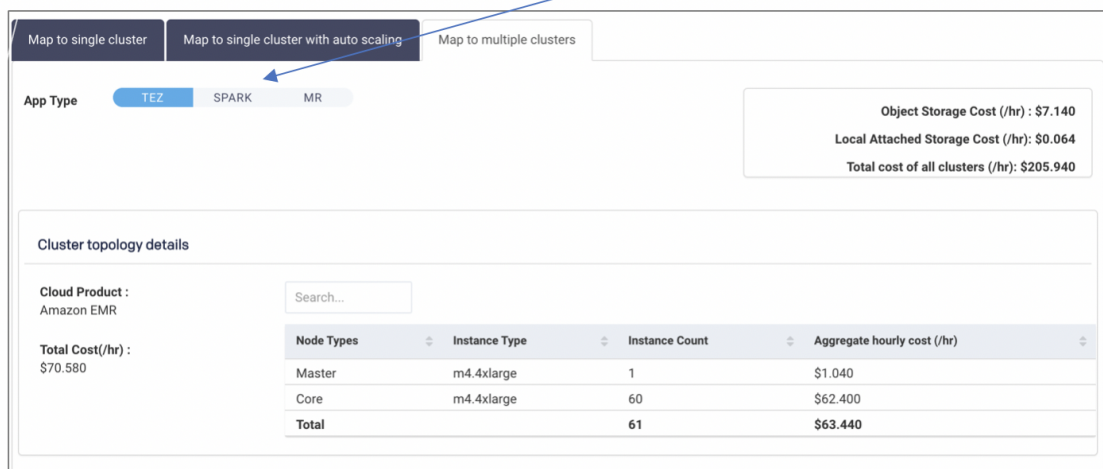 Map to single cluster Map to single cluster with auto scaling Map to multiple clusters
App Type TEZ SPARK MR
Object Storage Cost (/hr) : $7.140
Local Attached Storage Cost (/hr): $0.064
Total cost of all clusters (/hr): $205.940
Cluster topology details
Cloud Product :
Amazon EMR
Total Cost(/hr) :
$70.580
Search...
Node Types Instance Type Instance Count Aggregate hourly cost (/hr)
Master m4.4xlarge 1 $1.040
Core m4.4xlarge 60 $62.400
Total 61 $63.440